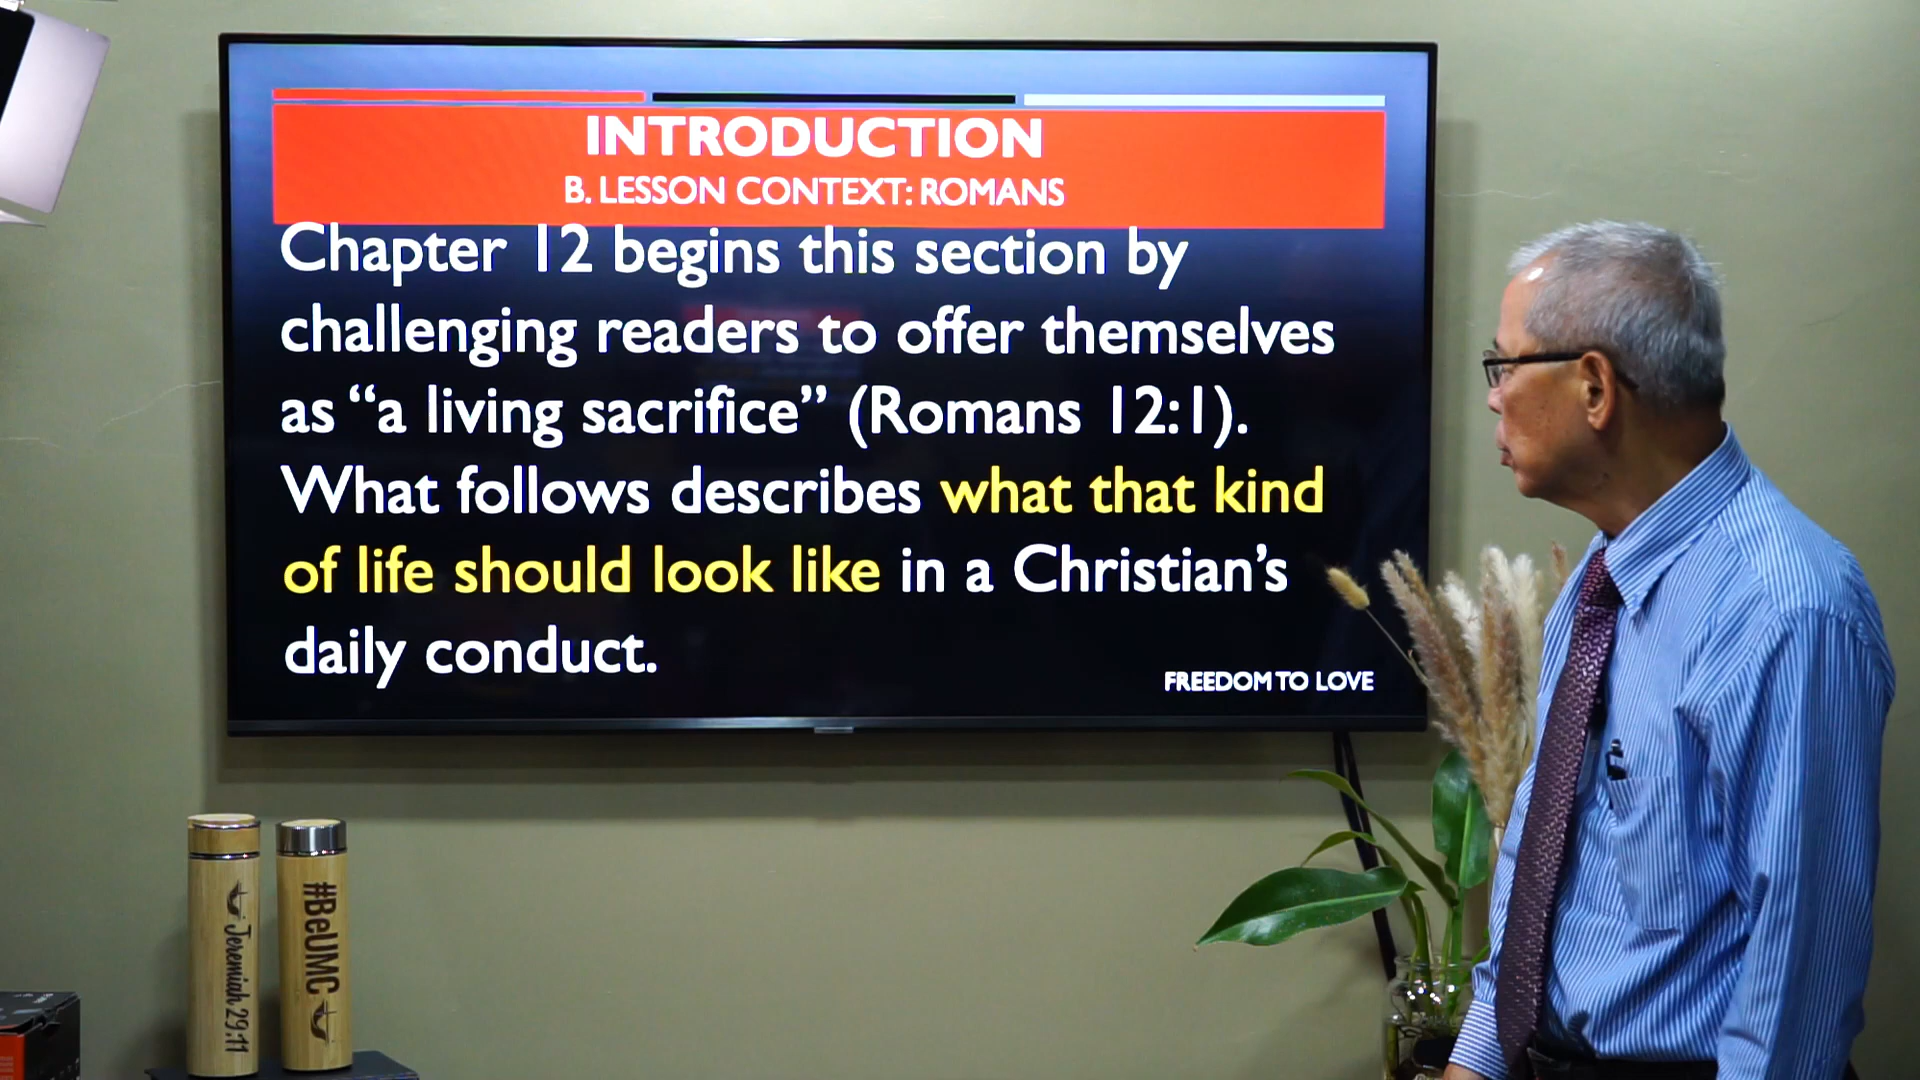 INTRODUCTION
B. LESSON CONTEXT: ROMANS
Chapter 12 begins this section by
challenging readers to offer themselves
as “a living sacrifice” (Romans 12:1).
What follows describes what that kind
of life should look like in a Christian’s
daily conduct.
FREEDOM TO LOVE
Jeremiah 29:11
#BeUMC